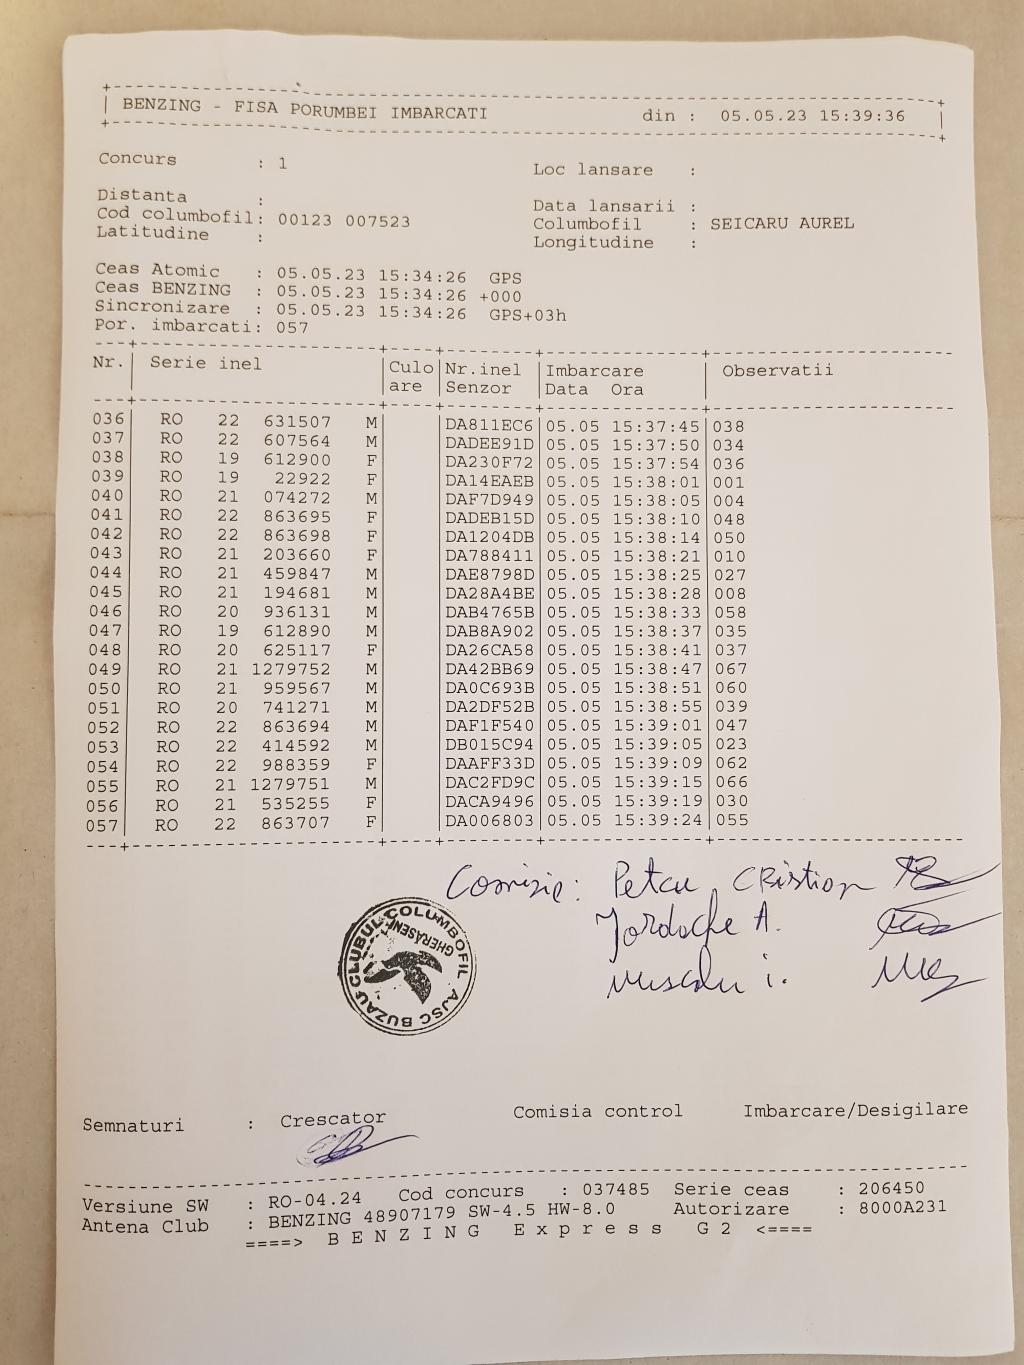 BENZING - FISA PORUMBEI IMBARCATI din : 05.05.23 15:39:36
Concurs : 1 Loc lansare :
Distanta : Data lansarii :
Cod columbofil: 00123 007523 Columbofil : SEICARU AUREL
Latitudine : Longitudine :
Ceas Atomic : 05.05.23 15:34:26 GPS
Ceas BENZING : 05.05.23 15:34:26 +000
Sincronizare : 05.05.23 15:34:26 GPS+03h
Por. imbarcati: 057
Nr. Serie inel Culo Nr.inel Imbarcare Observatii
are Senzor Data Ora
036 RO 22 631507 M DA811EC6 05.05 15:37:45 038
037 RO 22 607564 M DADEE91D 05.05 15:37:50 034
038 RO 19 612900 F DA230F72 05.05 15:37:54 036
039 RO 19 22922 F DA14EAEB 05.05 15:38:01 001
040 RO 21 074272 M DAF7D949 05.05 15:38:05 004
041 RO 22 863695 F DADEB15D 05.05 15:38:10 048
042 RO 22 863698 F DA1204DB 05.05 15:38:14 050
043 RO 21 203660 F DA788411 05.05 15:38:21 010
044 RO 21 459847 M DAE8798D 05.05 15:38:25 027
045 RO 21 194681 M DA28A4BE 05.05 15:38:28 008
046 RO 20 936131 M DAB4765B 05.05 15:38:33 058
047 RO 19 612890 M DAB8A902 05.05 15:38:37 035
048 RO 20 625117 F DA26CA58 05.05 15:38:41 037
049 RO 21 1279752 M DA42BB69 05.05 15:38:47 067
050 RO 21 959567 M DA0C693B 05.05 15:38:51 060
051 RO 20 741271 M DA2DF52B 05.05 15:38:55 039
052 RO 22 863694 M DAF1F540 05.05 15:39:01 047
053 RO 22 414592 M DB015C94 05.05 15:39:05 023
054 RO 22 988359 F DAAFF33D 05.05 15:39:09 062
055 RO 21 1279751 M DAC2FD9C 05.05 15:39:15 066
056 RO 21 535255 F DACA9496 05.05 15:39:19 030
057 RO 22 863707 F DA006803 05.05 15:39:24 055
Comisie: Petcu Cristian
Iordache A.
Muscalu i.
CLUBUL COLUMBOFIL AJSC BUZAU
GHERASENI
Semnaturi : Crescator Comisia control Imbarcare/Desigilare
Versiune SW : RO-04.24 Cod concurs : 037485 Serie ceas : 206450
Antena Club : BENZING 48907179 SW-4.5 HW-8.0 Autorizare : 8000A231
====> B E N Z I N G E x p r e s s G 2 <====